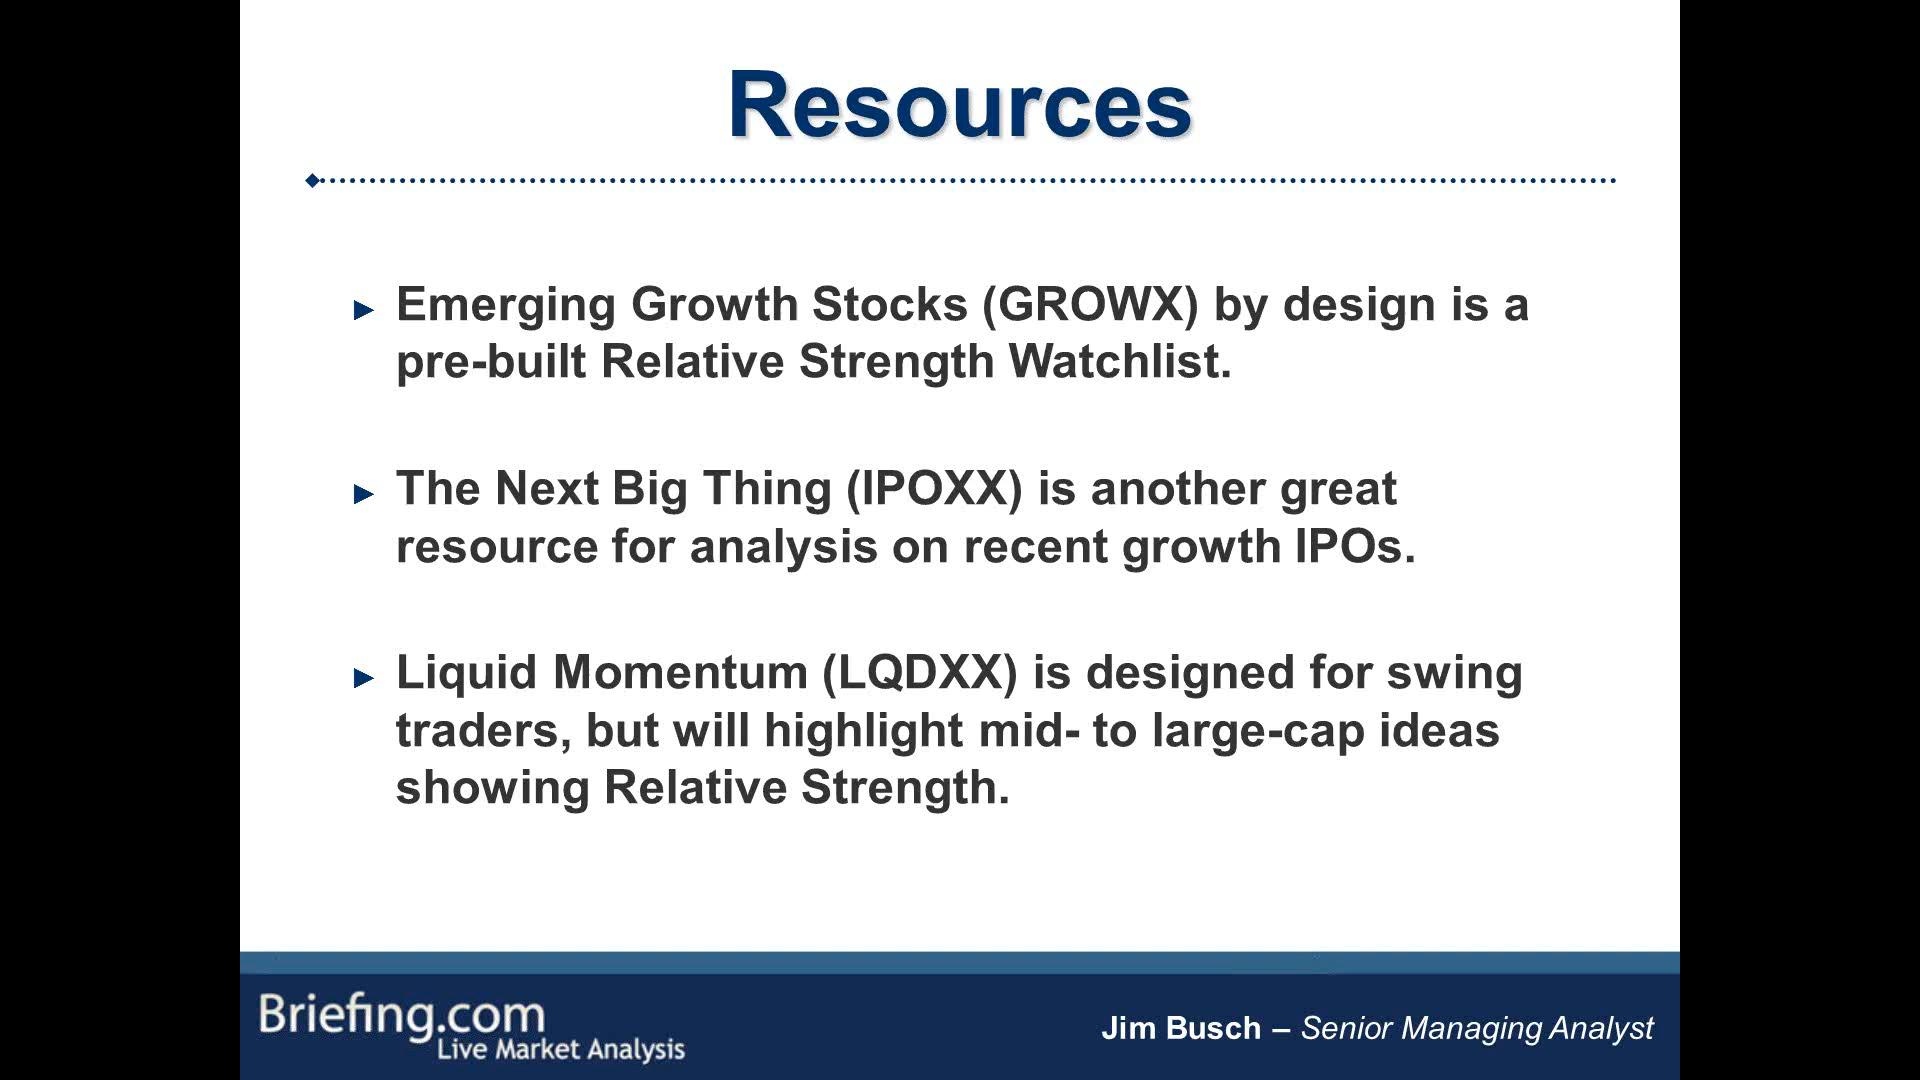 Resources
► Emerging Growth Stocks (GROWX) by design is a
pre-built Relative Strength Watchlist.
► The Next Big Thing (IPOXX) is another great
resource for analysis on recent growth IPOs.
► Liquid Momentum (LQDXX) is designed for swing
traders, but will highlight mid- to large-cap ideas
showing Relative Strength.
Briefing.com
Live Market Analysis
Jim Busch – Senior Managing Analyst